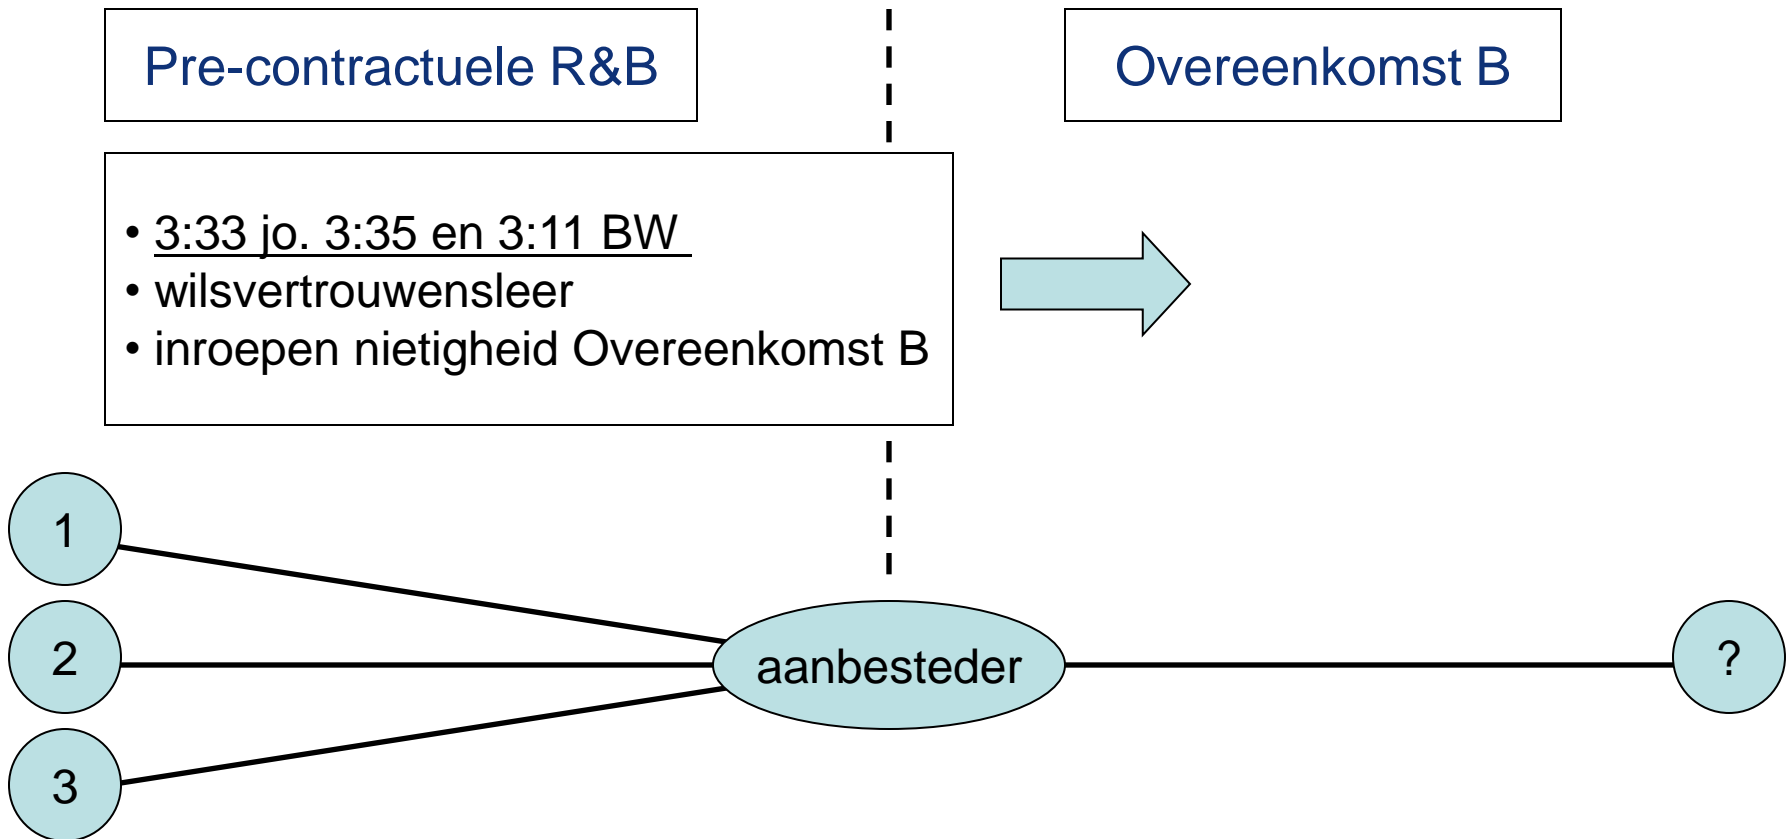 Pre-contractuele R&B
Overeenkomst B
• 3:33 jo. 3:35 en 3:11 BW
• wilsvertrouwensleer
• inroepen nietigheid Overeenkomst B
1
2
3
aanbesteder
?